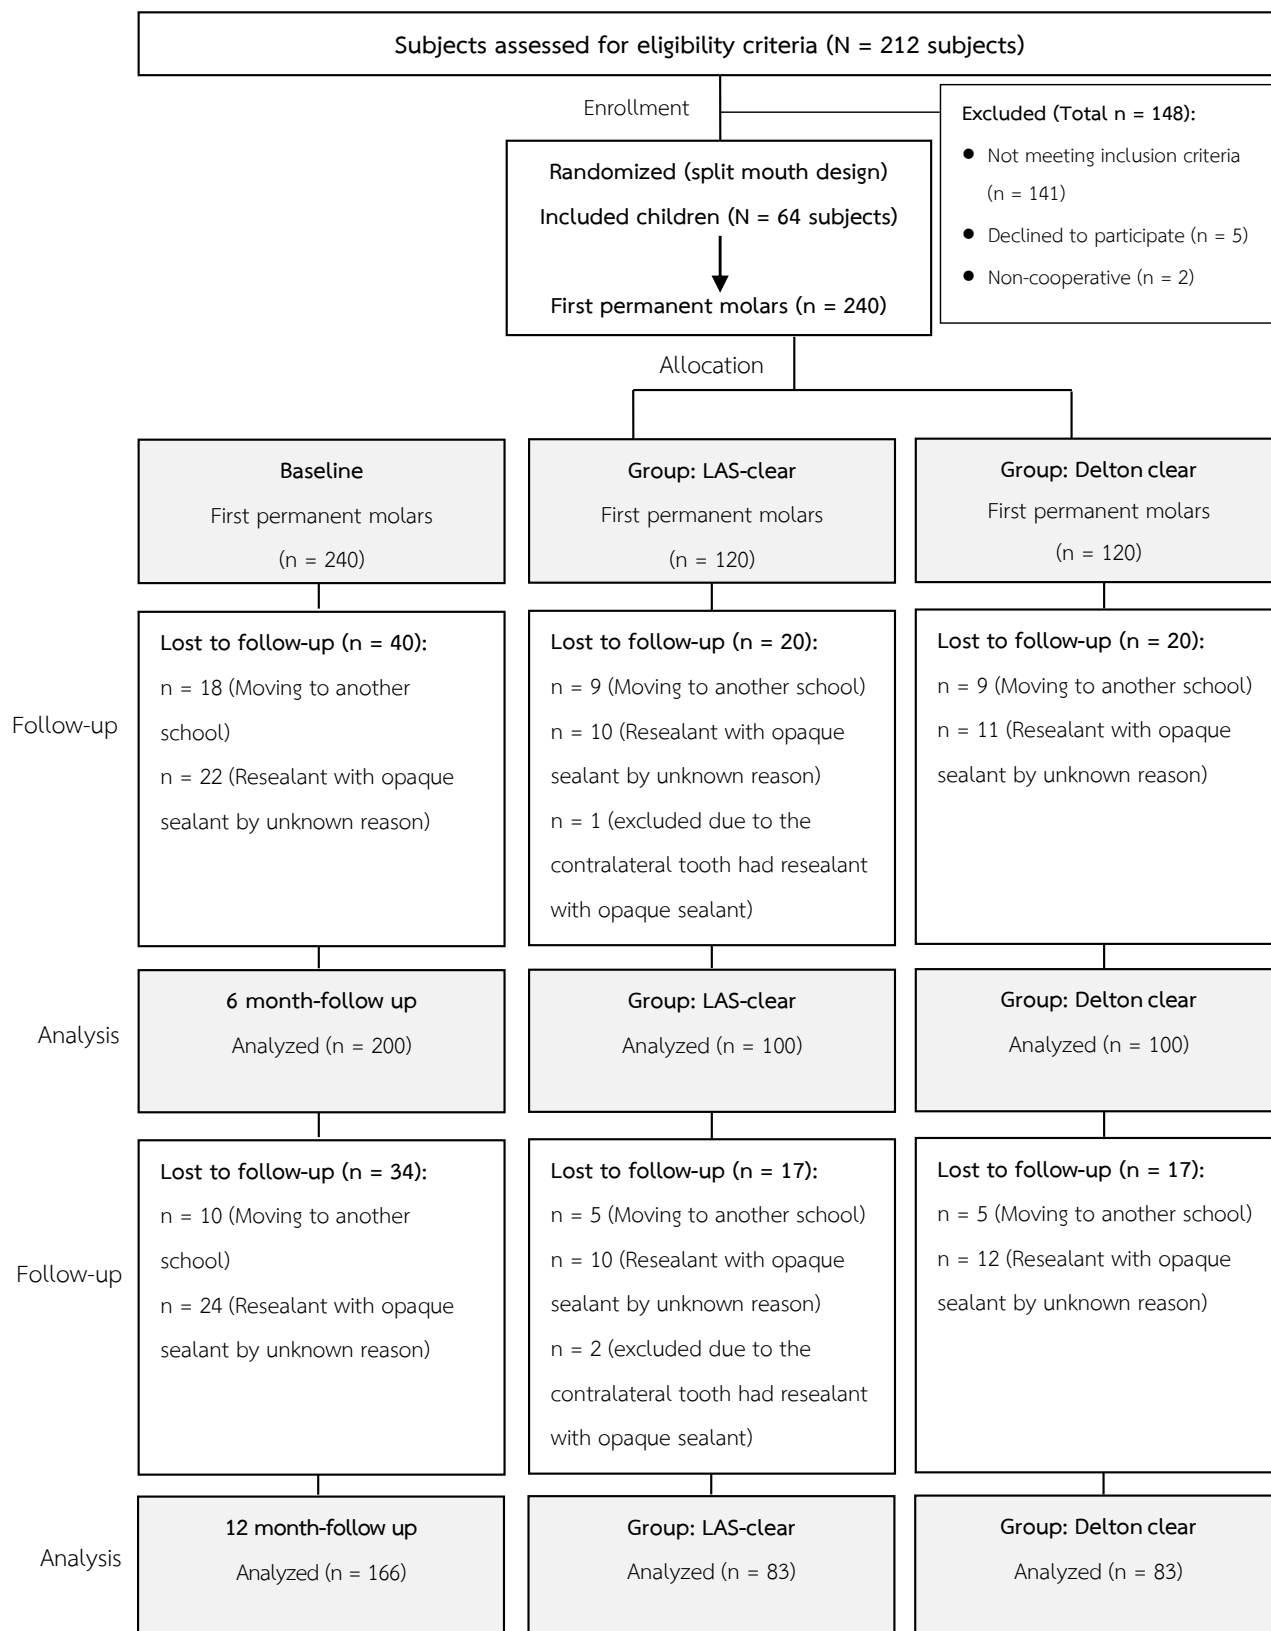 Subjects assessed for eligibility criteria (N = 212 subjects)
Enrollment
Excluded (Total n = 148):
● Not meeting inclusion criteria
(n = 141)
● Declined to participate (n = 5)
● Non-cooperative (n = 2)
Randomized (split mouth design)
Included children (N = 64 subjects)
First permanent molars (n = 240)
Allocation
Baseline
First permanent molars
(n = 240)
Group: LAS-clear
First permanent molars
(n = 120)
Group: Delton clear
First permanent molars
(n = 120)
Follow-up
Lost to follow-up (n = 40):
n = 18 (Moving to another
school)
n = 22 (Resealant with opaque
sealant by unknown reason)
Lost to follow-up (n = 20):
n = 9 (Moving to another school)
n = 10 (Resealant with opaque
sealant by unknown reason)
n = 1 (excluded due to the
contralateral tooth had resealant
with opaque sealant)
Lost to follow-up (n = 20):
n = 9 (Moving to another school)
n = 11 (Resealant with opaque
sealant by unknown reason)
Analysis
6 month-follow up
Analyzed (n = 200)
Group: LAS-clear
Analyzed (n = 100)
Group: Delton clear
Analyzed (n = 100)
Follow-up
Lost to follow-up (n = 34):
n = 10 (Moving to another
school)
n = 24 (Resealant with opaque
sealant by unknown reason)
Lost to follow-up (n = 17):
n = 5 (Moving to another school)
n = 10 (Resealant with opaque
sealant by unknown reason)
n = 2 (excluded due to the
contralateral tooth had resealant
with opaque sealant)
Lost to follow-up (n = 17):
n = 5 (Moving to another school)
n = 12 (Resealant with opaque
sealant by unknown reason)
Analysis
12 month-follow up
Analyzed (n = 166)
Group: LAS-clear
Analyzed (n = 83)
Group: Delton clear
Analyzed (n = 83)